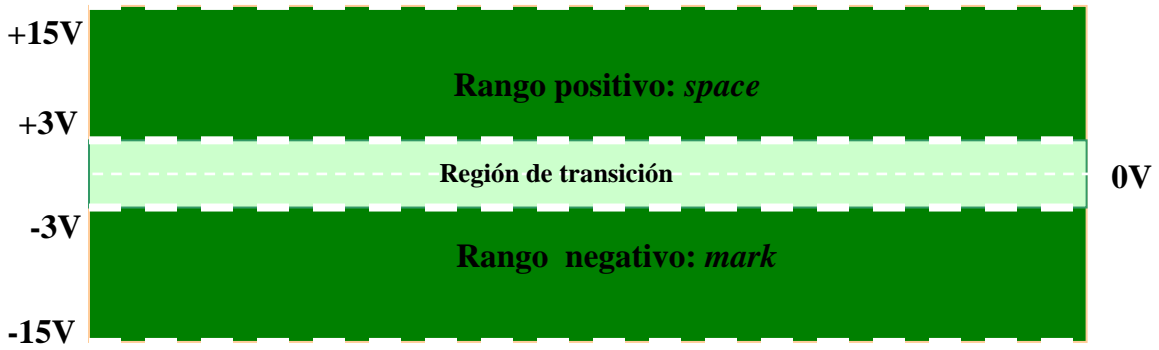 +15V
Rango positivo: space
+3V
Región de transición
0V
-3V
Rango negativo: mark
-15V